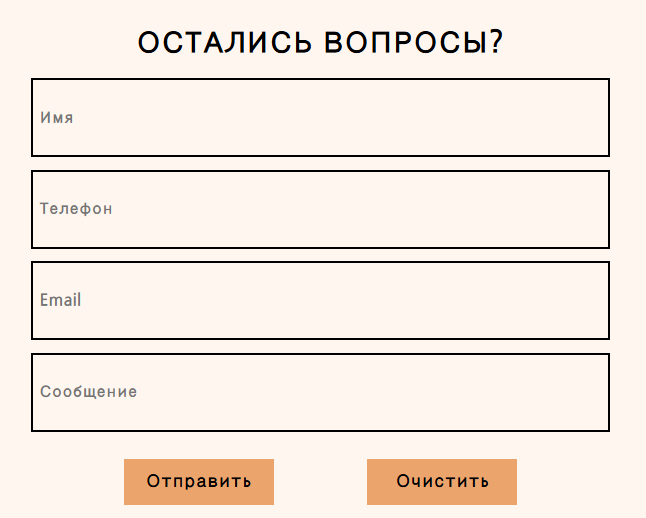 ОСТАЛИСЬ ВОПРОСЫ?
Имя
Телефон
Email
Сообщение
Отправить Очистить